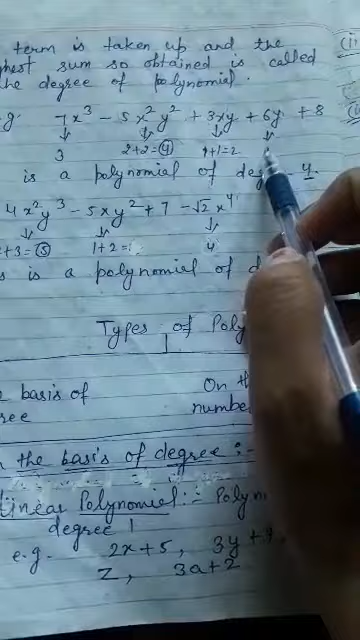 term is taken up and the
highest sum so obtained is called
the degree of polynomial.
e.g. 7x³ - 5x²y² + 3xy + 6y + 8
3 2+2=4 1+1=2
is a polynomial of deg 4.
4x²y³ - 5xy² + 7 - √2 x⁴
2+3=5 1+2= 4
is a polynomial of d
Types of Poly
basis of On th
ree numbe
n the basis of degree :-
Linear Polynomial :- Polyn
degree 1
e.g. 2x+5, 3y+
z, 3a+2